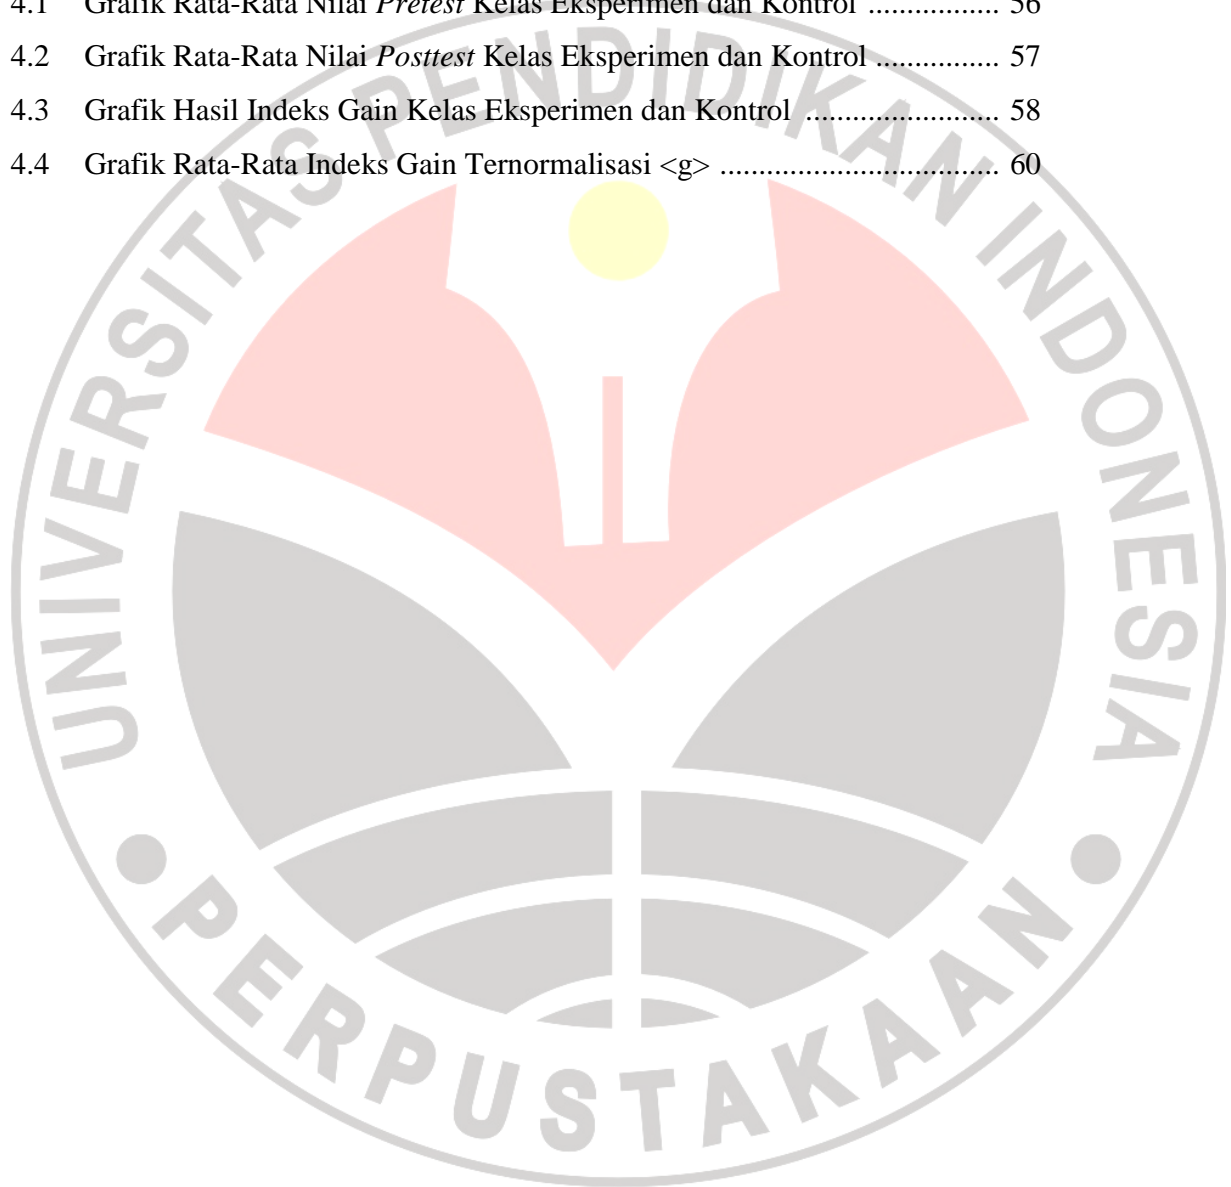 4.1 Grafik Rata-Rata Nilai Pretest Kelas Eksperimen dan Kontrol ................. 56
4.2 Grafik Rata-Rata Nilai Posttest Kelas Eksperimen dan Kontrol ................ 57
4.3 Grafik Hasil Indeks Gain Kelas Eksperimen dan Kontrol ......................... 58
4.4 Grafik Rata-Rata Indeks Gain Ternormalisasi <g> .................................... 60
UNIVERSITAS PENDIDIKAN INDONESIA
PERPUSTAKAAN